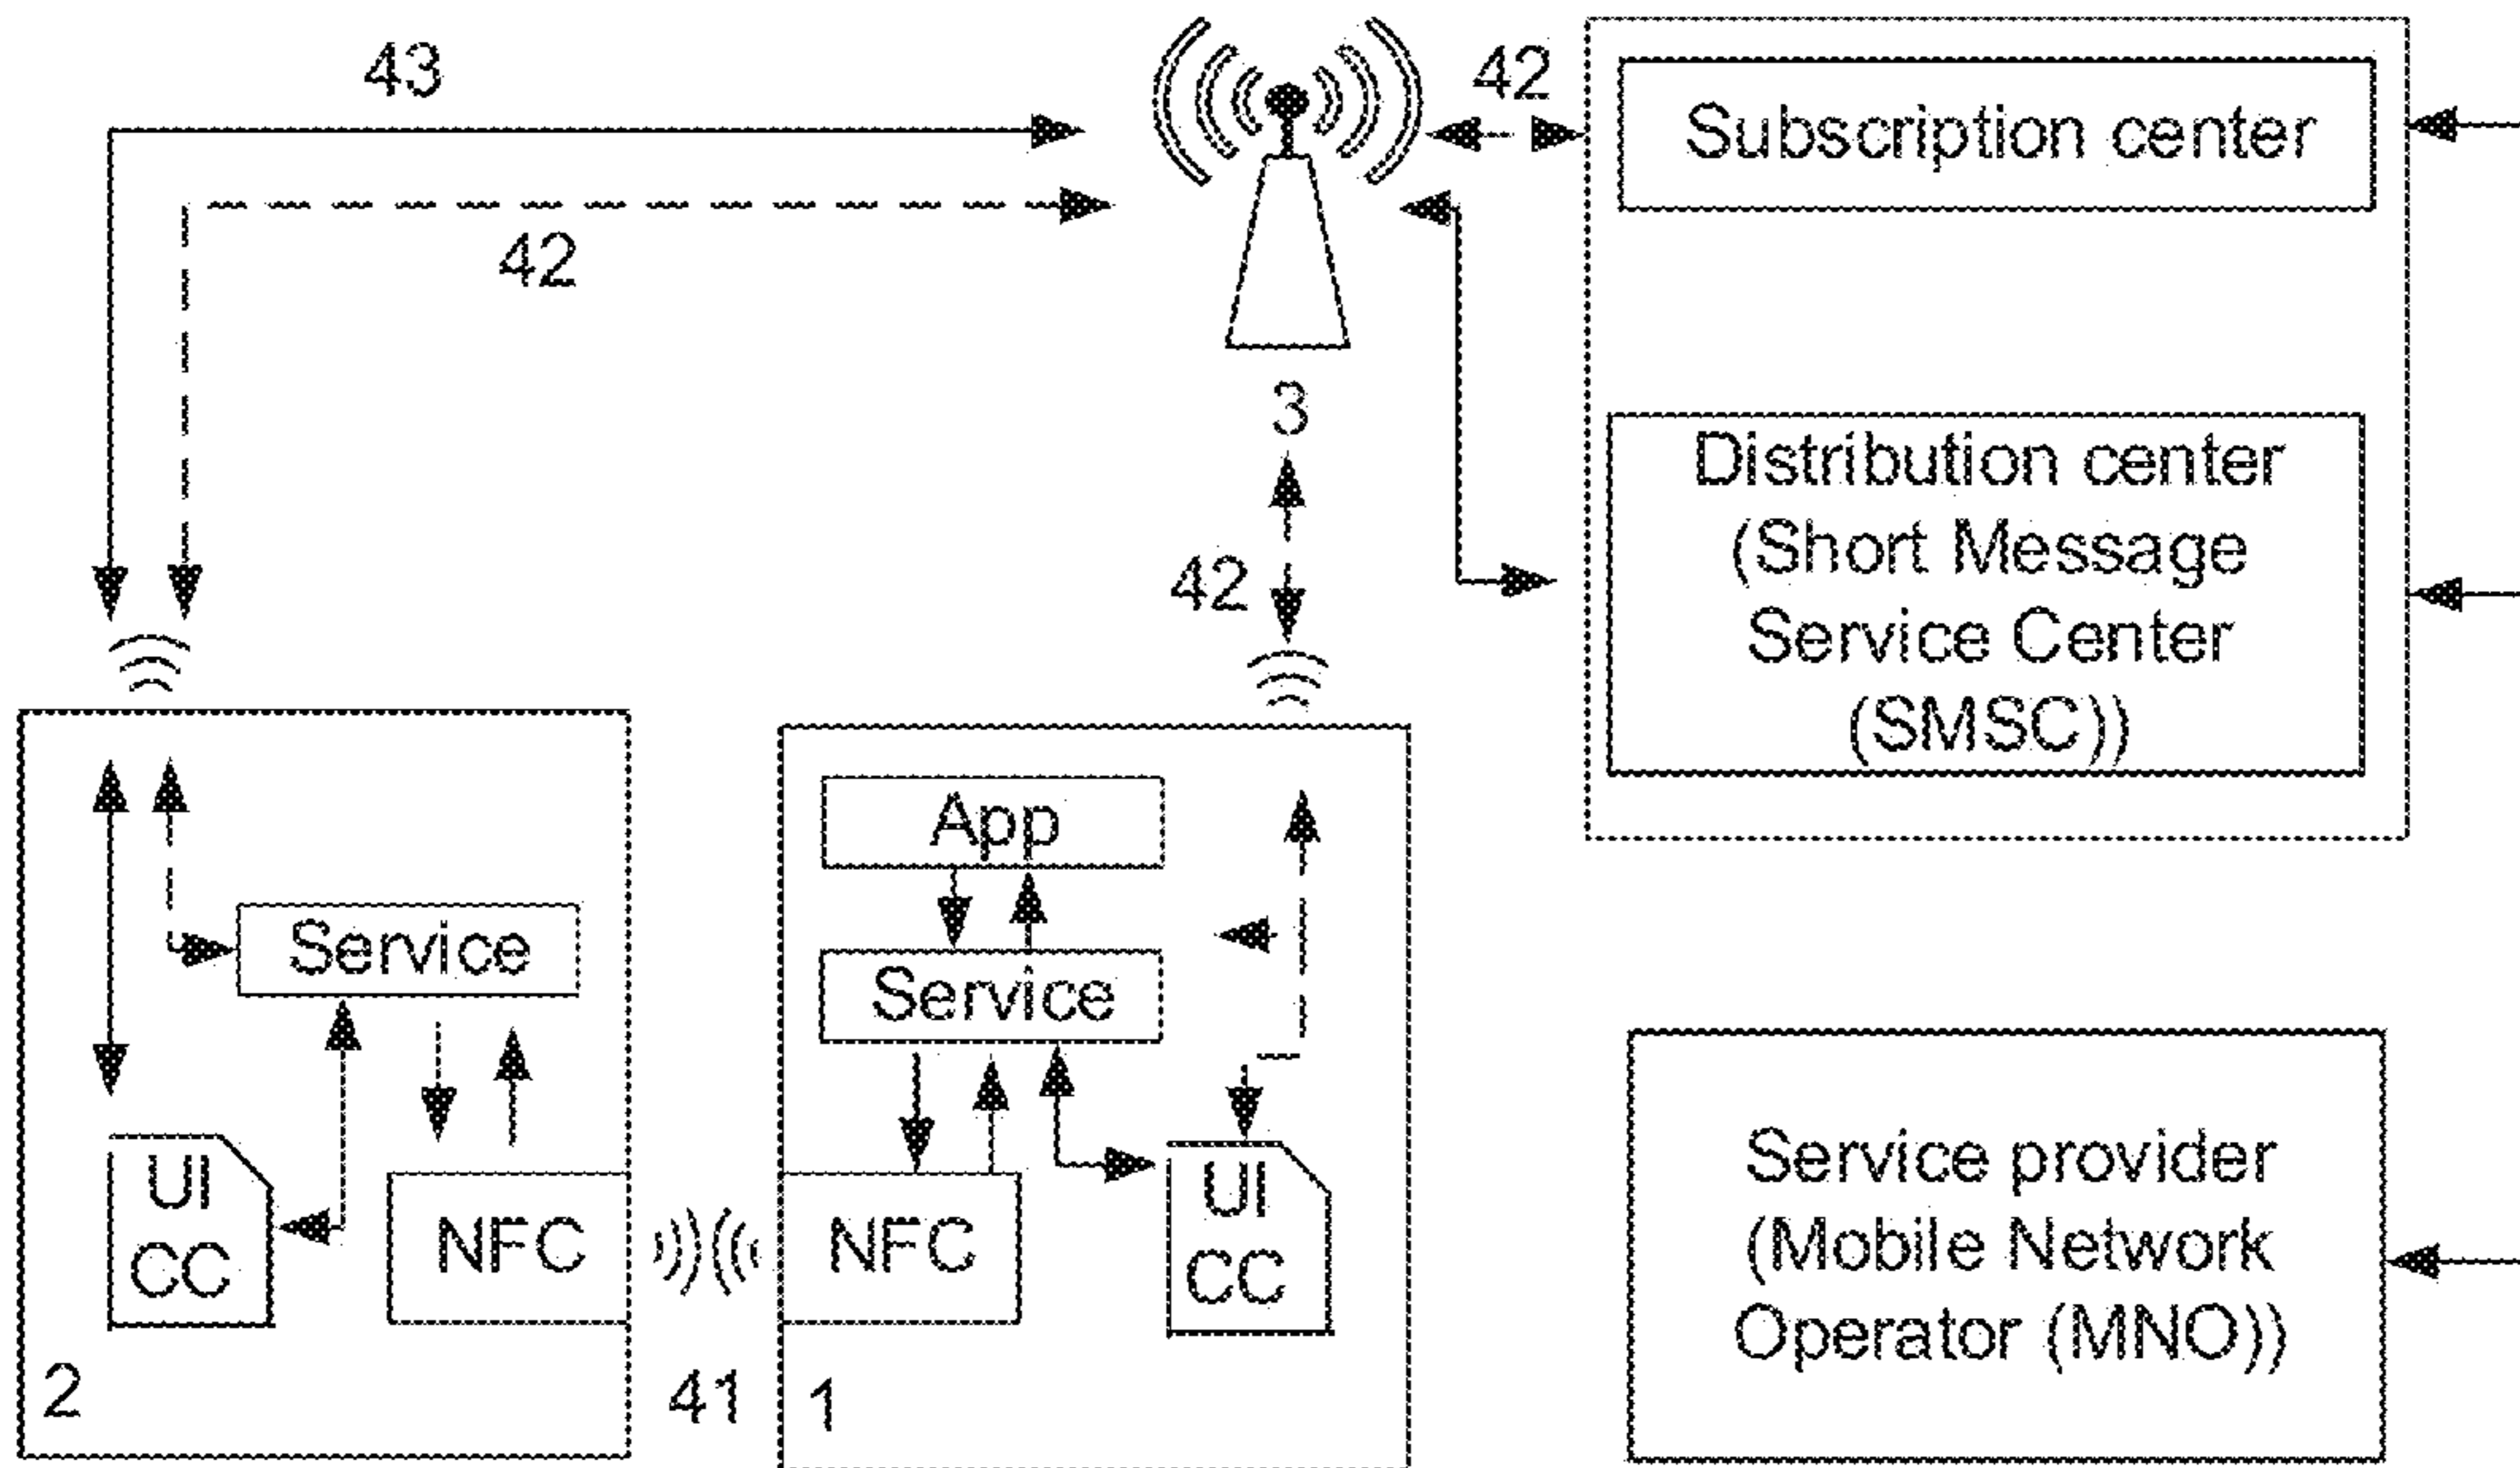 43
42
Subscription center
42
3
Distribution center
(Short Message
Service Center
(SMSC))
42
App
Service
Service
UI
CC
NFC
NFC
UI
CC
2
41
1
Service provider
(Mobile Network
Operator (MNO))